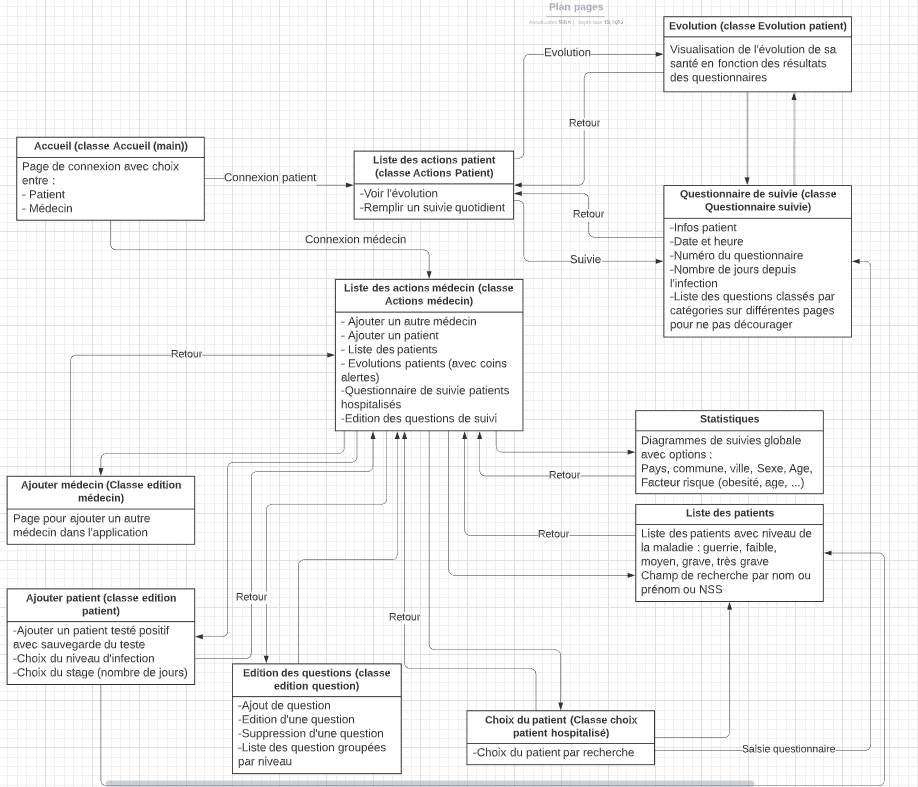 Plan pages
Evolution (classe Evolution patient)
Visualisation de l'évolution de sa
santé en fonction des résultats
des questionnaires
Evolution
Retour
Accueil (classe Accueil (main))
Page de connexion avec choix
entre :
- Patient
- Médecin
Connexion patient
Liste des actions patient
(classe Actions Patient)
-Voir l'évolution
-Remplir un suivie quotidient
Retour
Suivie
Questionnaire de suivie (classe
Questionnaire suivie)
-Infos patient
-Date et heure
-Numéro du questionnaire
-Nombre de jours depuis
l'infection
-Liste des questions classés par
catégories sur différentes pages
pour ne pas décourager
Connexion médecin
Liste des actions médecin (classe
Actions médecin)
- Ajouter un autre médecin
- Ajouter un patient
- Liste des patients
- Evolutions patients (avec coins
alertes)
-Questionnaire de suivie patients
hospitalisés
-Edition des questions de suivi
Retour
Statistiques
Diagrammes de suivies globale
avec options :
Pays, commune, ville, Sexe, Age,
Facteur risque (obesité, age, ...)
Retour
Ajouter médecin (Classe edition
médecin)
Page pour ajouter un autre
médecin dans l'application
Liste des patients
Liste des patients avec niveau de
la maladie : guerrie, faible,
moyen, grave, très grave
Champ de recherche par nom ou
prénom ou NSS
Retour
Ajouter patient (classe edition
patient)
-Ajouter un patient testé positif
avec sauvegarde du teste
-Choix du niveau d'infection
-Choix du stage (nombre de jours)
Retour
Retour
Edition des questions (classe
edition question)
-Ajout de question
-Edition d'une question
-Suppression d'une question
-Liste des question groupées
par niveau
Choix du patient (Classe choix
patient hospitalisé)
-Choix du patient par recherche
Saisie questionnaire